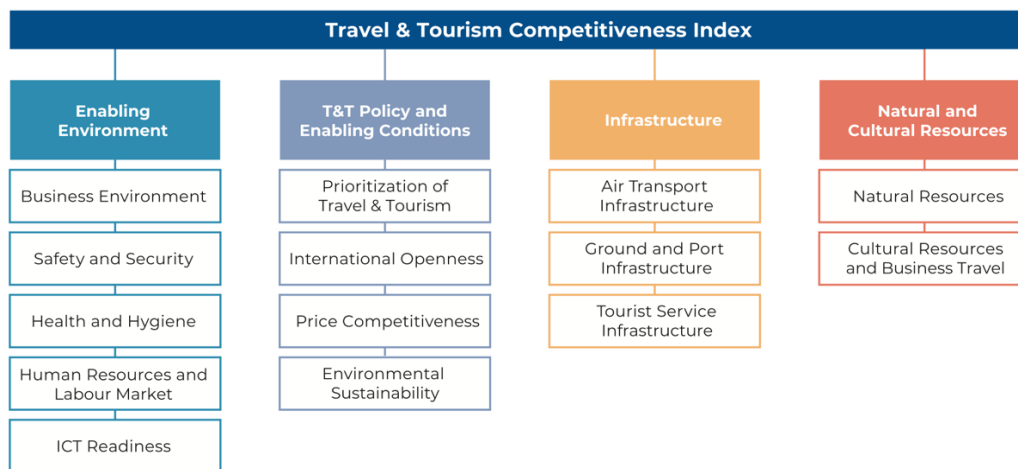 Travel & Tourism Competitiveness Index
Enabling
Environment
Business Environment
Safety and Security
Health and Hygiene
Human Resources and
Labour Market
ICT Readiness
T&T Policy and
Enabling Conditions
Prioritization of
Travel & Tourism
International Openness
Price Competitiveness
Environmental
Sustainability
Infrastructure
Air Transport
Infrastructure
Ground and Port
Infrastructure
Tourist Service
Infrastructure
Natural and
Cultural Resources
Natural Resources
Cultural Resources
and Business Travel